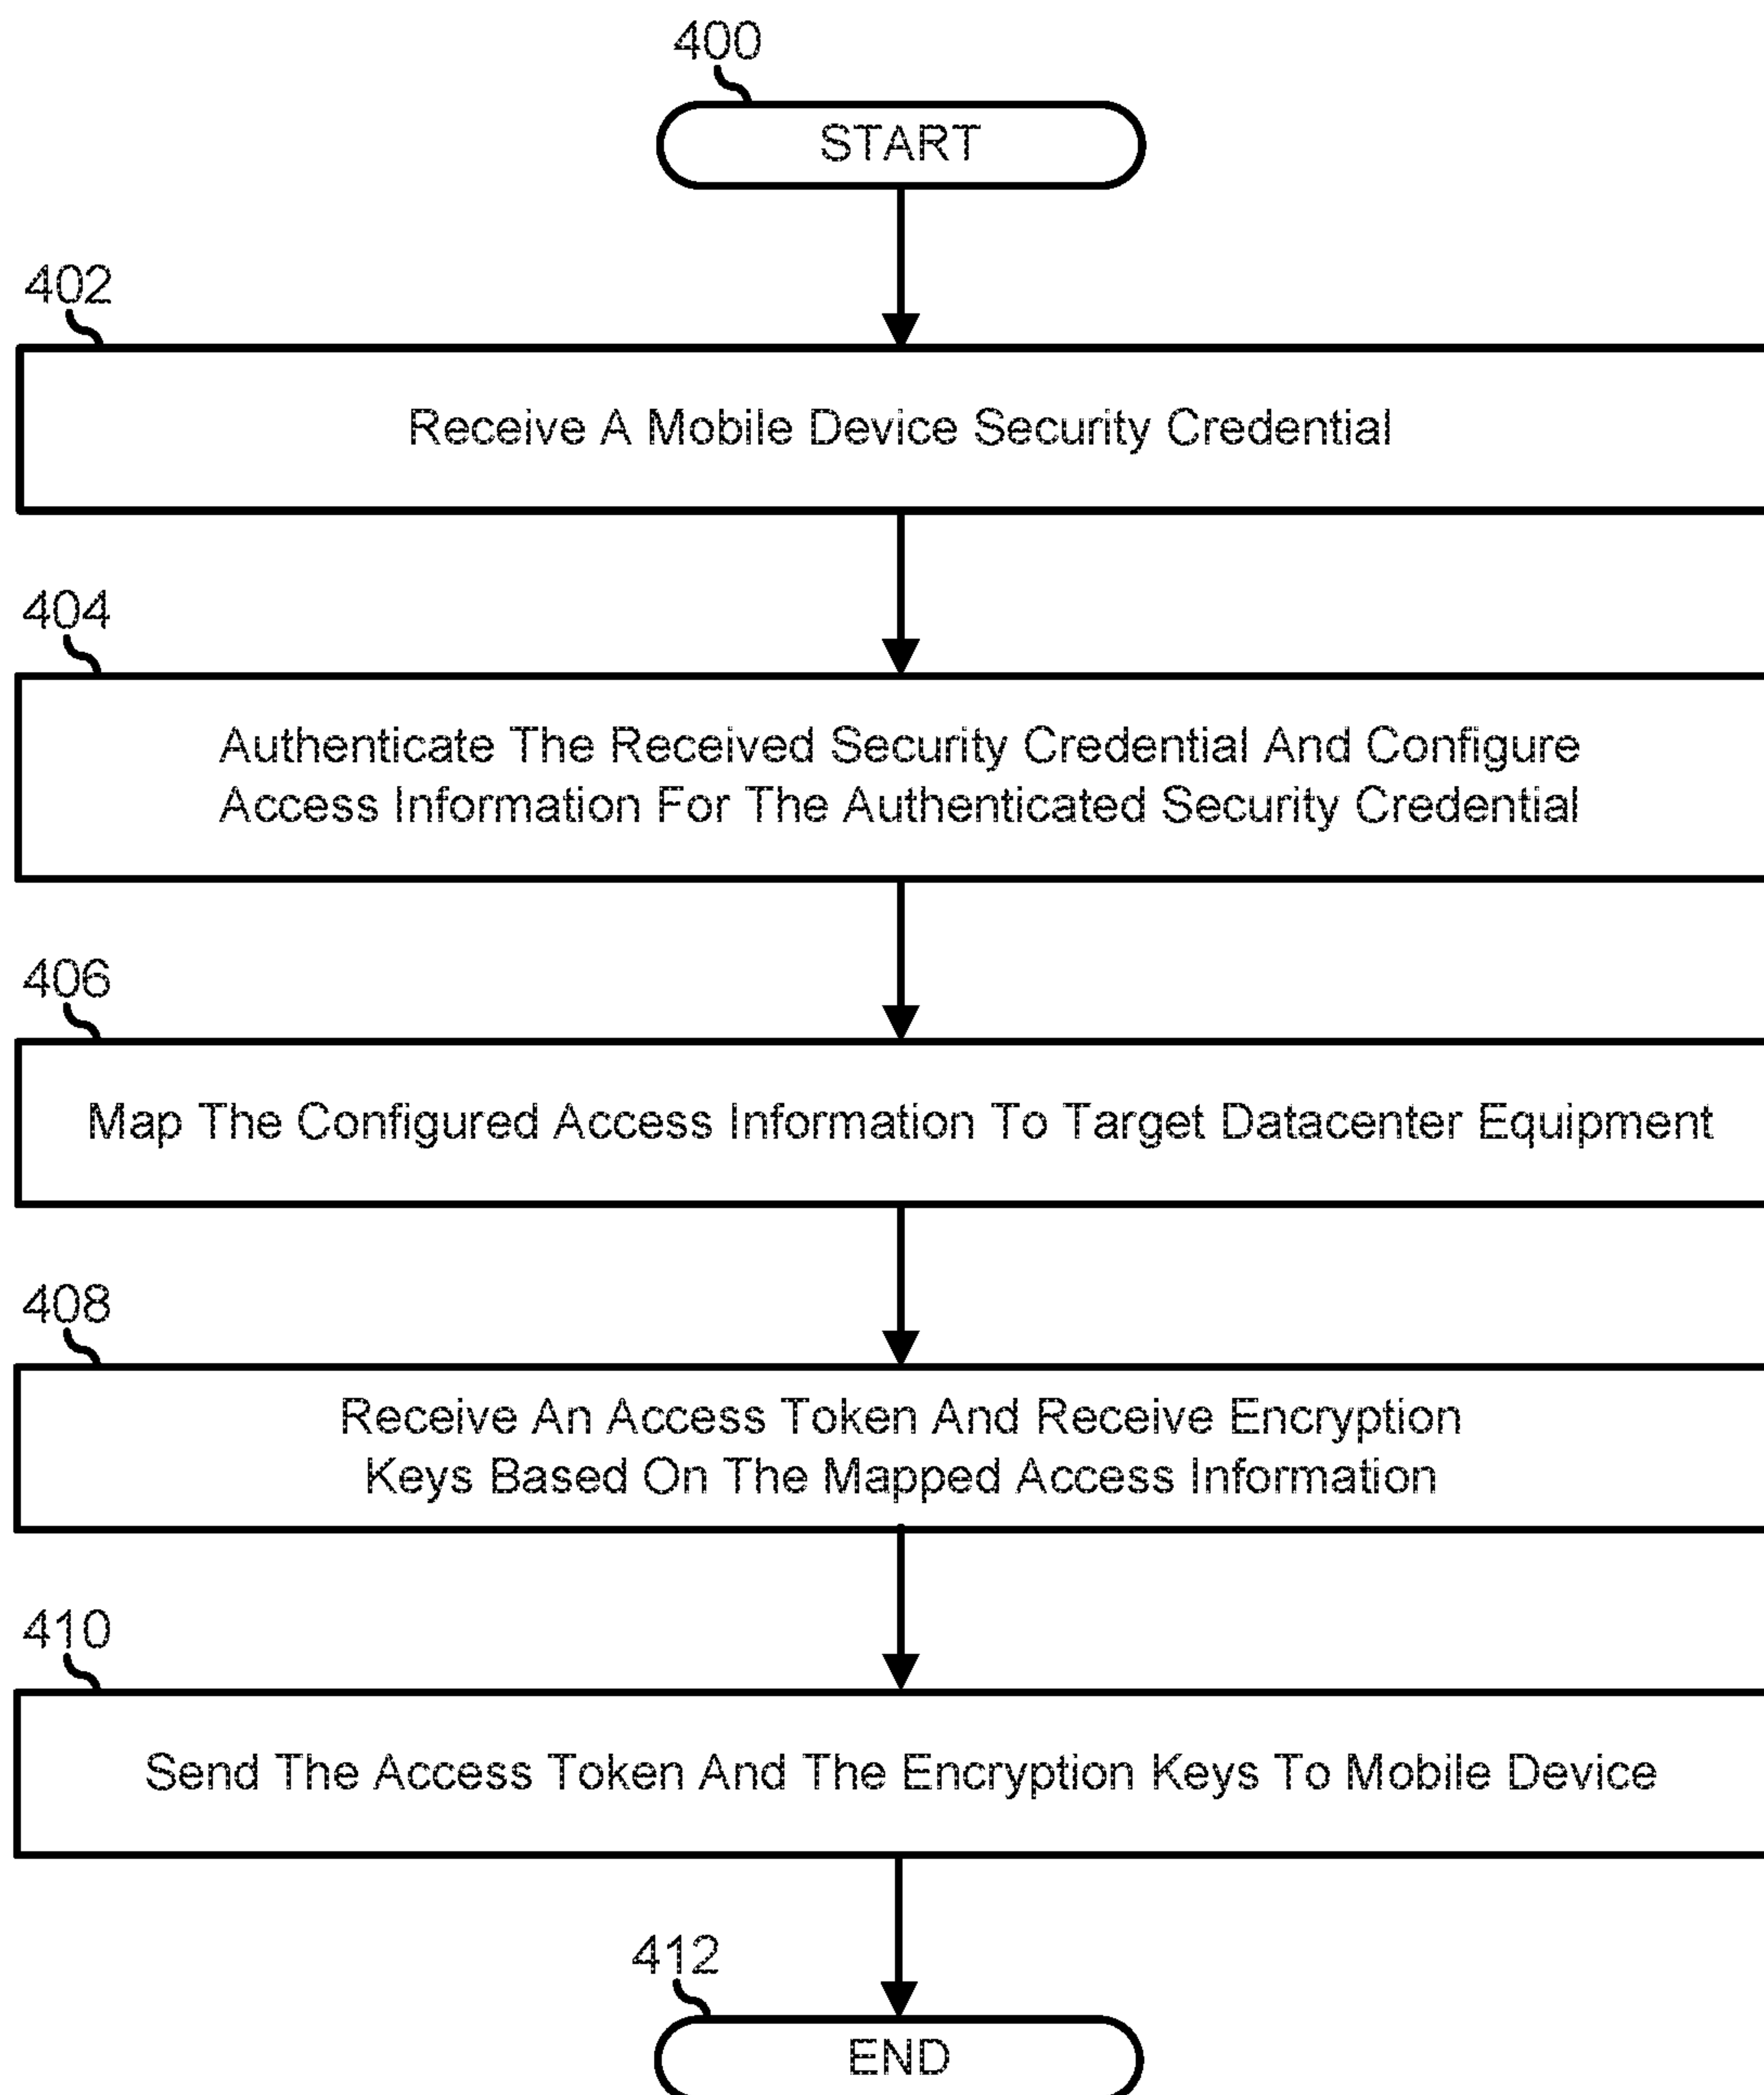 400
START
402
Receive A Mobile Device Security Credential
404
Authenticate The Received Security Credential And Configure
Access Information For The Authenticated Security Credential
406
Map The Configured Access Information To Target Datacenter Equipment
408
Receive An Access Token And Receive Encryption
Keys Based On The Mapped Access Information
410
Send The Access Token And The Encryption Keys To Mobile Device
412
END